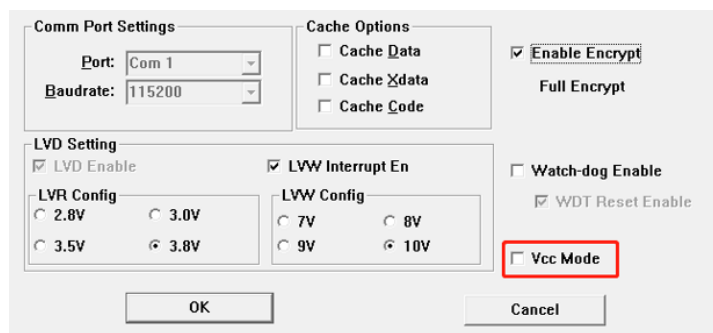 Comm Port Settings
Port: Com 1
Baudrate: 115200
Cache Options
Cache Data
Cache Xdata
Cache Code
Enable Encrypt
Full Encrypt
LVD Setting
LVD Enable
LVW Interrupt En
LVR Config
2.8V 3.0V
3.5V 3.8V
LVW Config
7V 8V
9V 10V
Watch-dog Enable
WDT Reset Enable
Vcc Mode
OK
Cancel